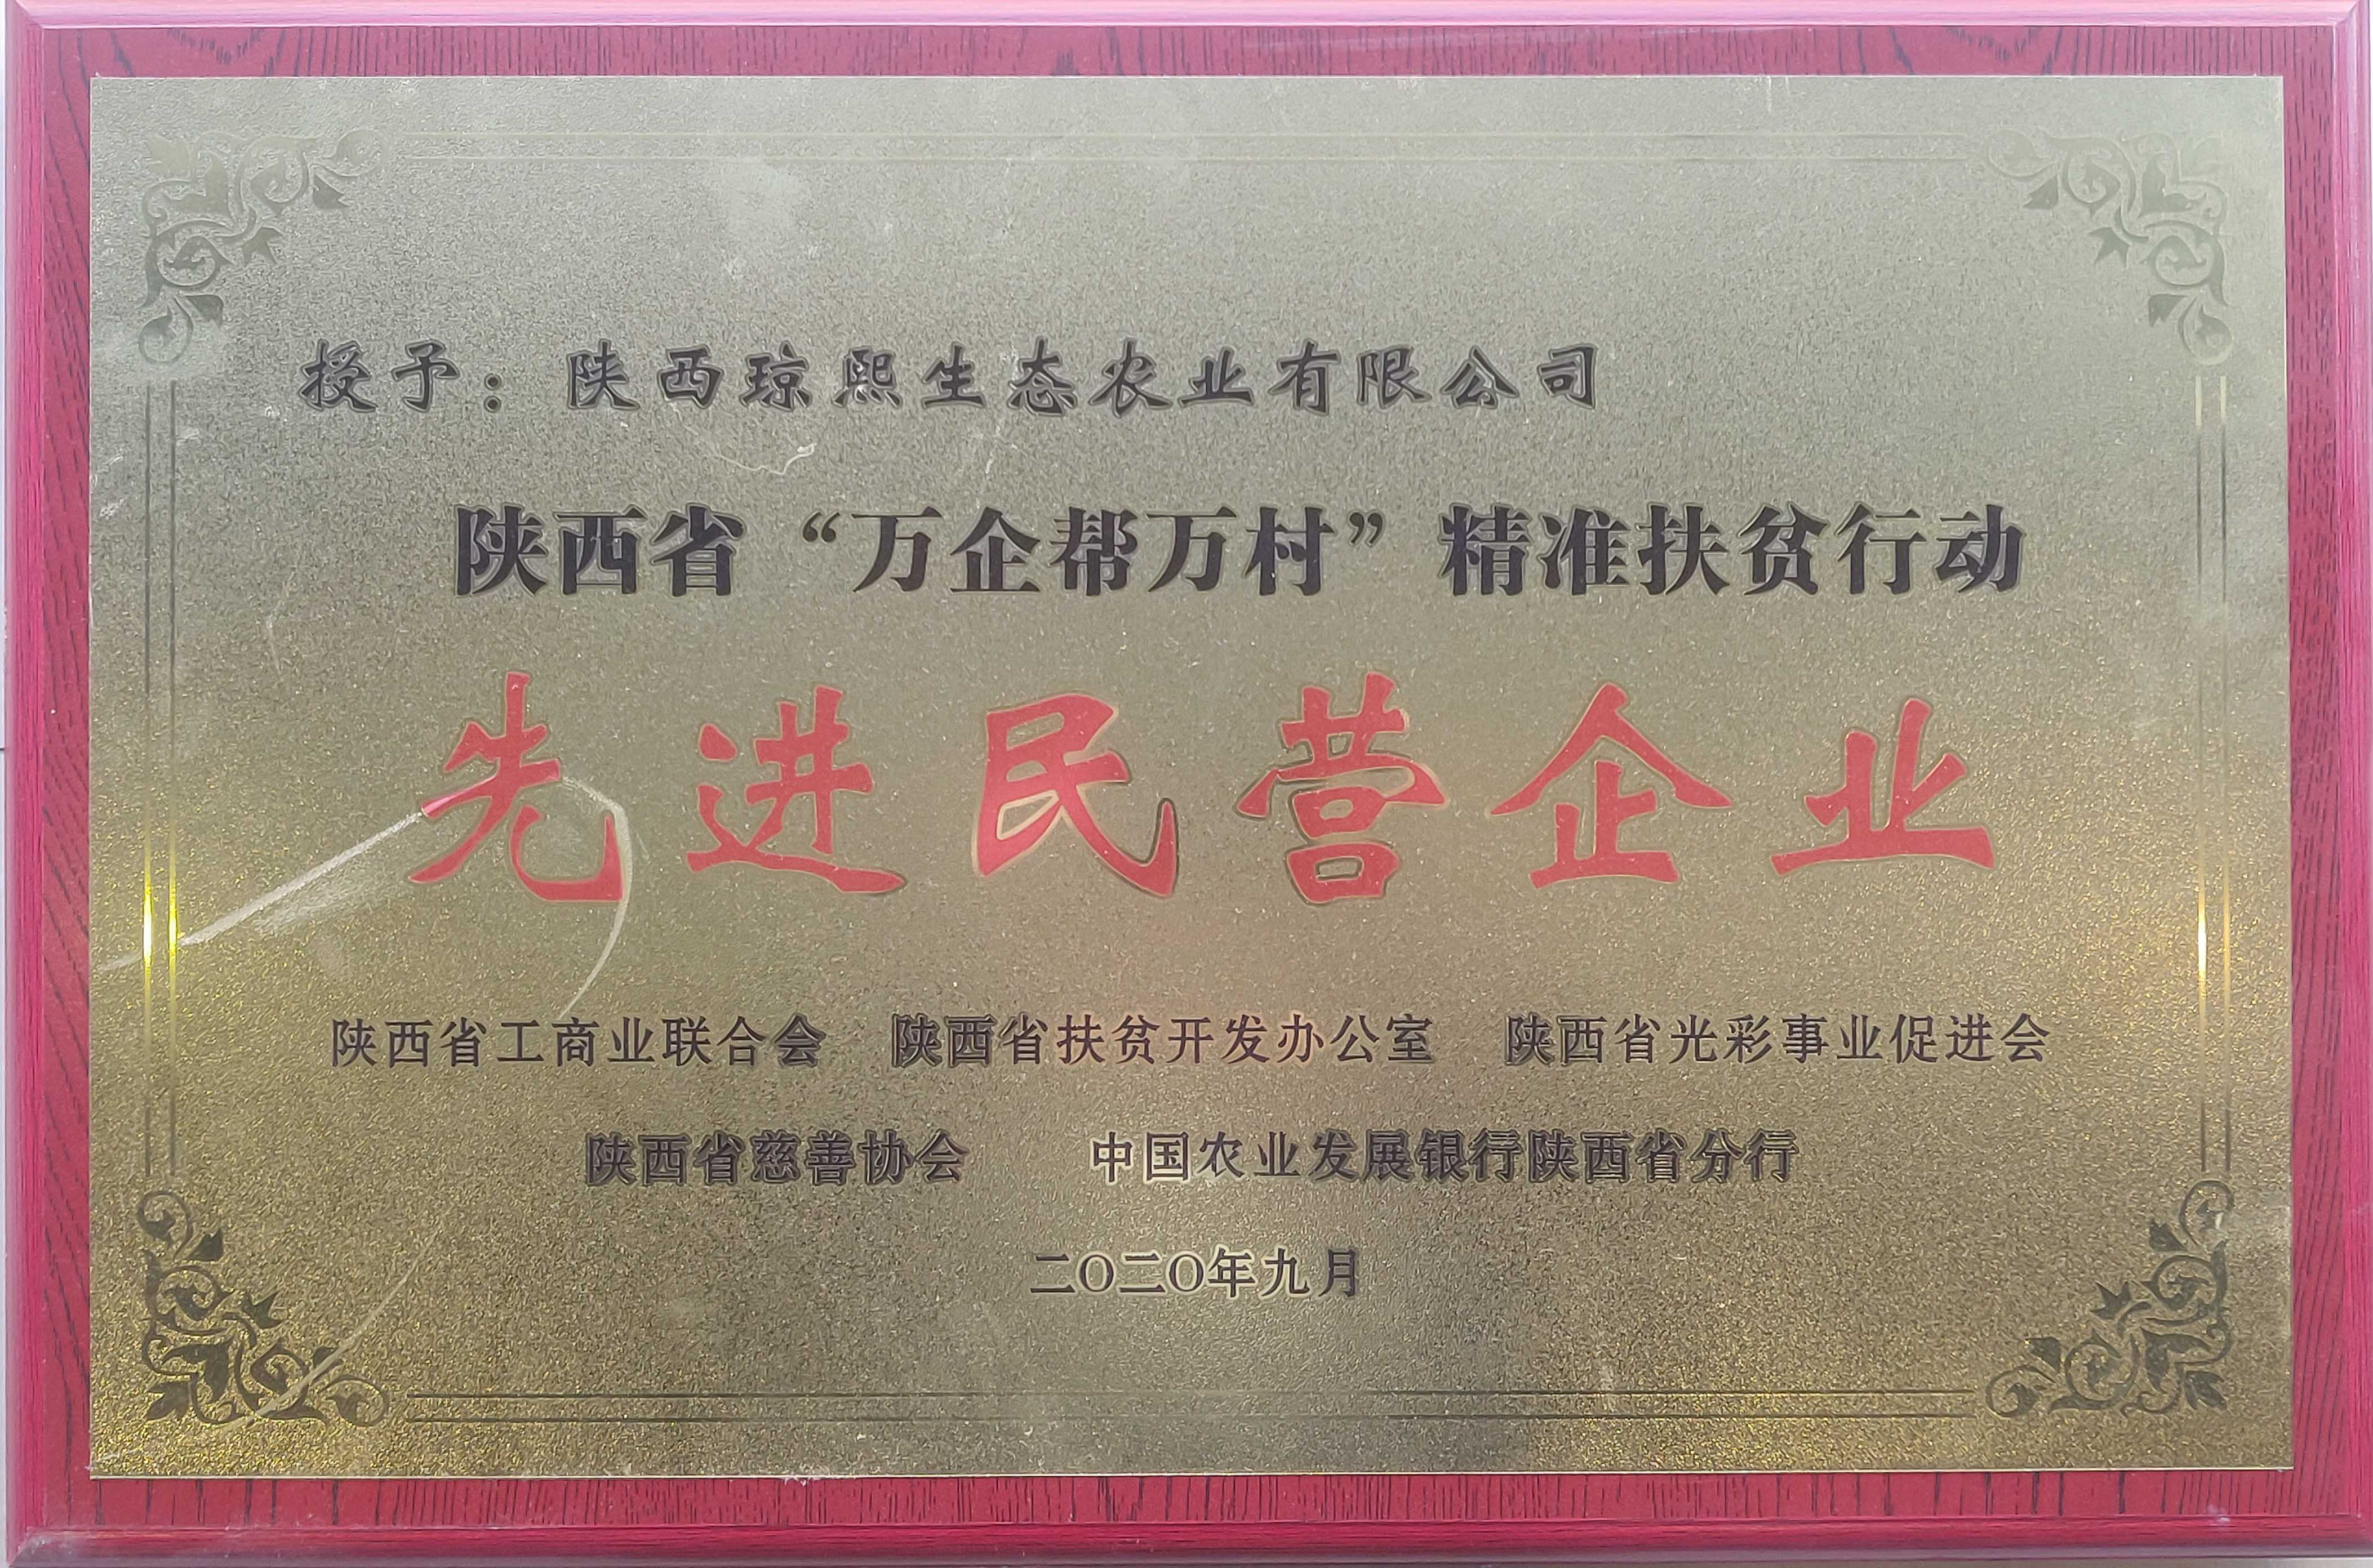 授予：陕西琼熙生态农业有限公司
陕西省“万企帮万村”精准扶贫行动
先进民营企业
陕西省工商业联合会 陕西省扶贫开发办公室 陕西省光彩事业促进会
陕西省慈善协会 中国农业发展银行陕西省分行
二〇二〇年九月